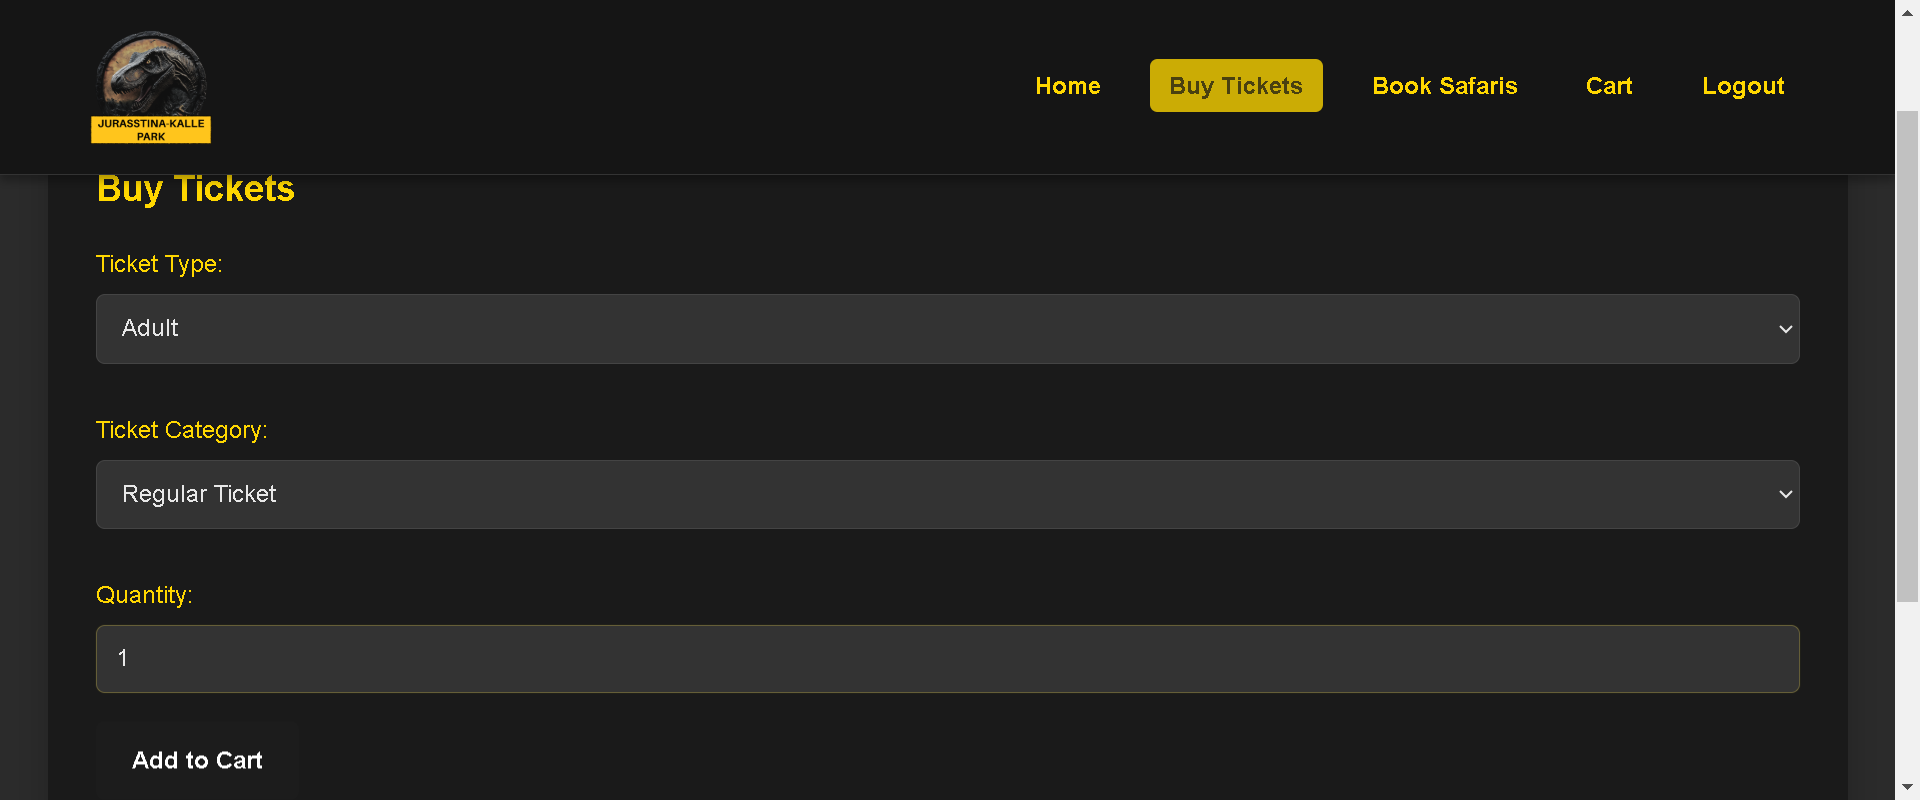 JURASSTINA-KALLE
PARK
Home
Buy Tickets
Book Safaris
Cart
Logout
Buy Tickets
Ticket Type:
Adult
Ticket Category:
Regular Ticket
Quantity:
1
Add to Cart